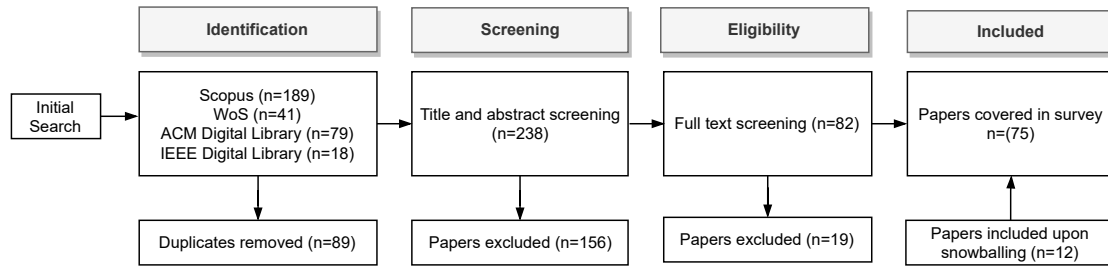 Identification
Screening
Eligibility
Included
Initial
Search
Scopus (n=189)
WoS (n=41)
ACM Digital Library (n=79)
IEEE Digital Library (n=18)
Title and abstract screening
(n=238)
Full text screening (n=82)
Papers covered in survey
n=(75)
Duplicates removed (n=89)
Papers excluded (n=156)
Papers excluded (n=19)
Papers included upon
snowballing (n=12)